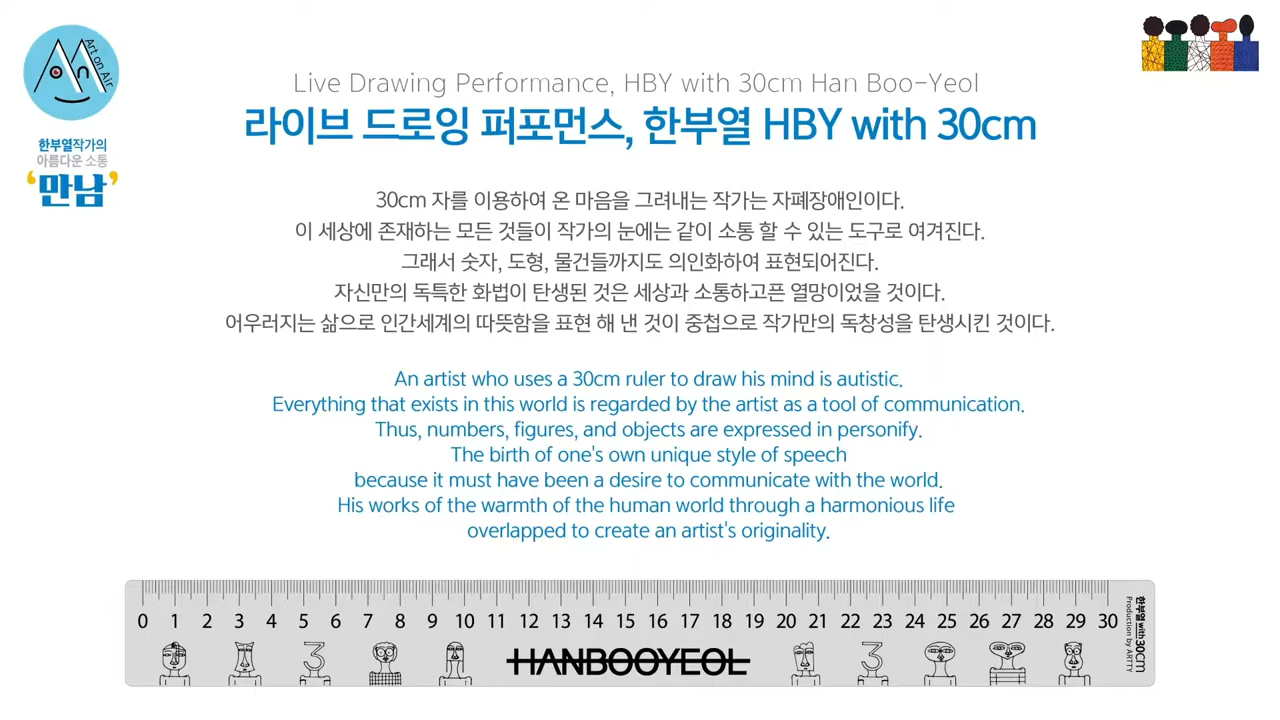 Art on Air
한부열작가의
아름다운 소통
‘만남’
Live Drawing Performance, HBY with 30cm Han Boo-Yeol
라이브 드로잉 퍼포먼스, 한부열 HBY with 30cm
30cm 자를 이용하여 온 마음을 그려내는 작가는 자폐장애인이다.
이 세상에 존재하는 모든 것들이 작가의 눈에는 같이 소통 할 수 있는 도구로 여겨진다.
그래서 숫자, 도형, 물건들까지도 의인화하여 표현되어진다.
자신만의 독특한 화법이 탄생된 것은 세상과 소통하고픈 열망이었을 것이다.
어우러지는 삶으로 인간세계의 따뜻함을 표현 해 낸 것이 중첩으로 작가만의 독창성을 탄생시킨 것이다.
An artist who uses a 30cm ruler to draw his mind is autistic.
Everything that exists in this world is regarded by the artist as a tool of communication.
Thus, numbers, figures, and objects are expressed in personify.
The birth of one's own unique style of speech
because it must have been a desire to communicate with the world.
His works of the warmth of the human world through a harmonious life
overlapped to create an artist's originality.
0 1 2 3 4 5 6 7 8 9 10 11 12 13 14 15 16 17 18 19 20 21 22 23 24 25 26 27 28 29 30
3 HANBOOYEOL 3
한부열with30cm
Production by ARTTY